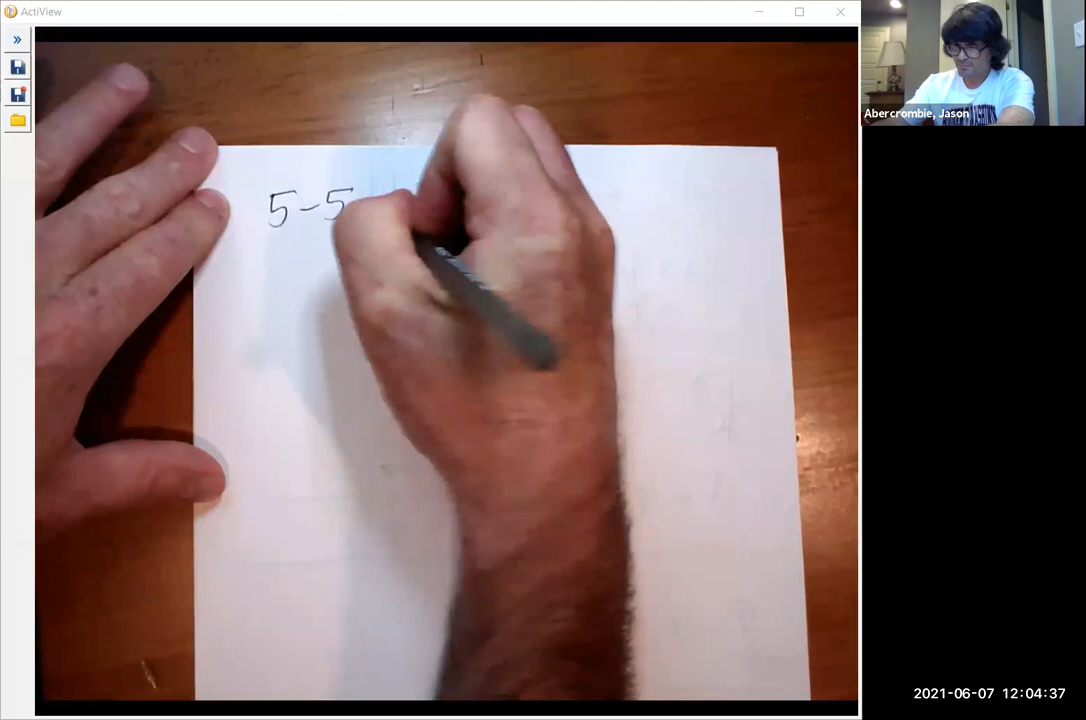 ActiView
Abercrombie, Jason
5-5
2021-06-07 12:04:37